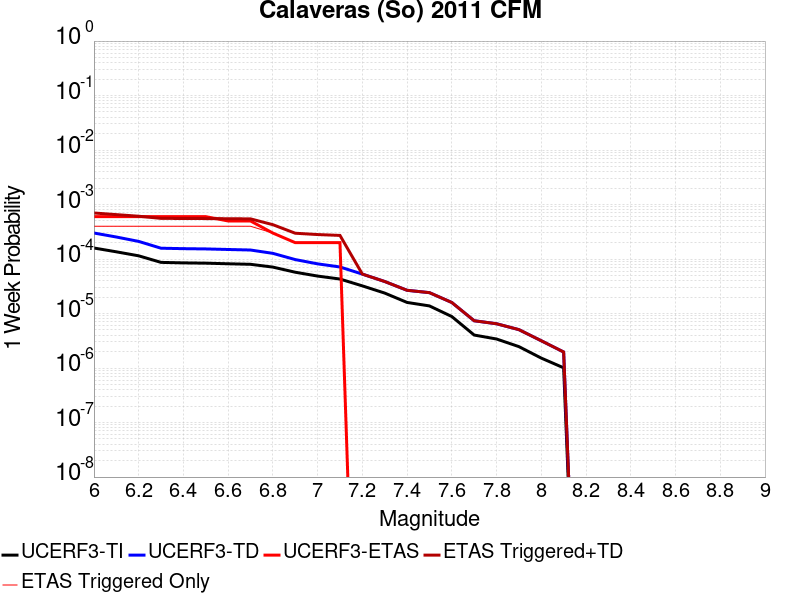 Calaveras (So) 2011 CFM
10^0
10^-1
10^-2
10^-3
10^-4
10^-5
10^-6
10^-7
10^-8
1 Week Probability
6 6.2 6.4 6.6 6.8 7 7.2 7.4 7.6 7.8 8 8.2 8.4 8.6 8.8 9
Magnitude
UCERF3-TI UCERF3-TD UCERF3-ETAS ETAS Triggered+TD
ETAS Triggered Only